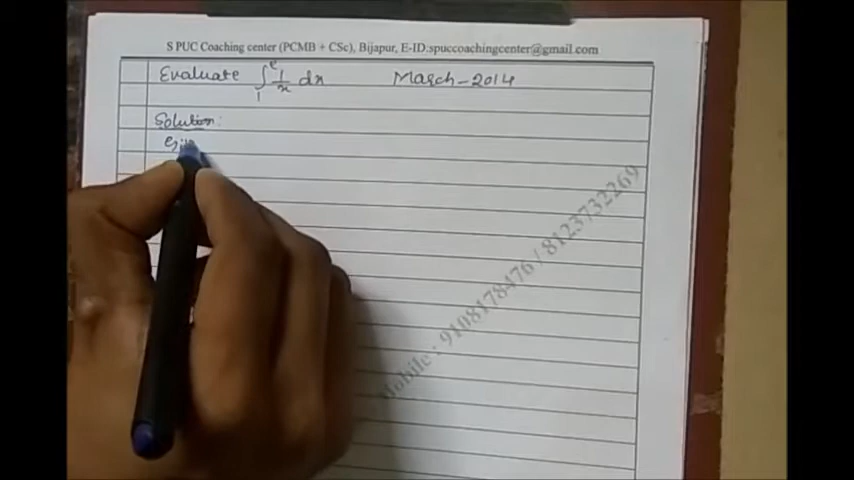 S PUC Coaching center (PCMB + CSc), Bijapur, E-ID.spuccoachingcenter@gmail.com
Evaluate ∫₁ᵉ 1/x dx March-2014
Solution:
Giv
Mobile: 9108178476 / 8123732269